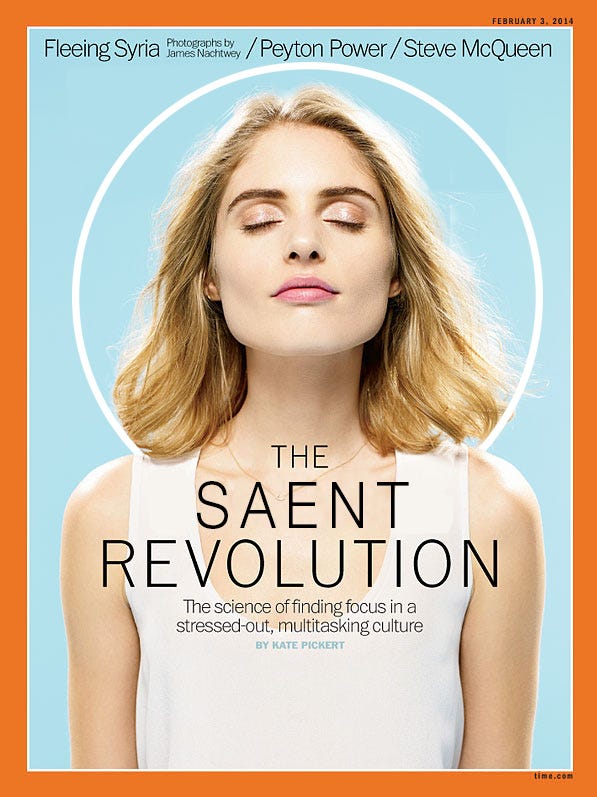 FEBRUARY 3, 2014
Fleeing Syria Photographs by James Nachtwey / Peyton Power / Steve McQueen
THE
SAENT
REVOLUTION
The science of finding focus in a
stressed-out, multitasking culture
BY KATE PICKERT
time.com